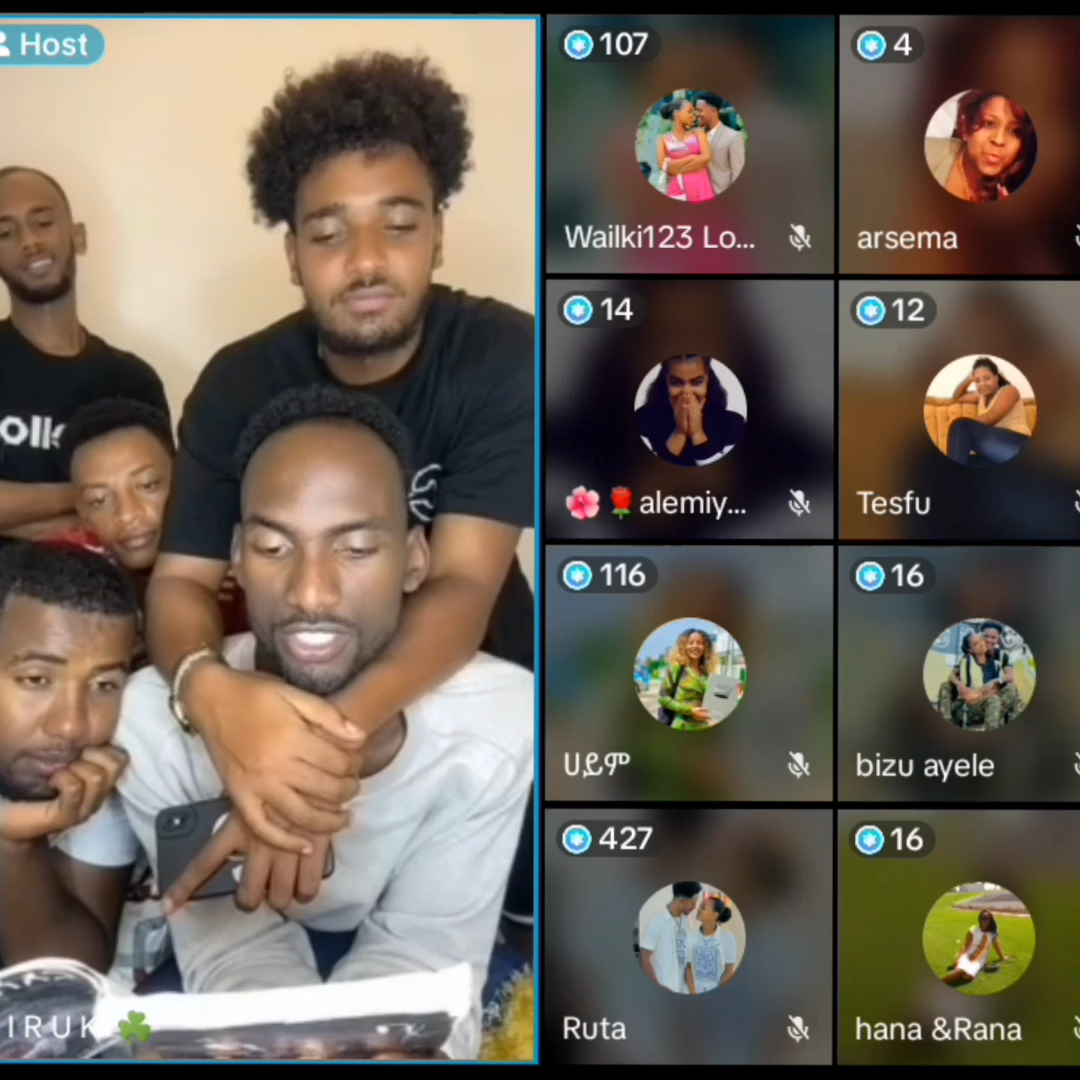 Host
IRUK ☘️
107
Wailki123 Lo...
4
arsema
14
🌺🌹alemiy...
12
Tesfu
116
ሀይም
16
bizu ayele
427
Ruta
16
hana &Rana